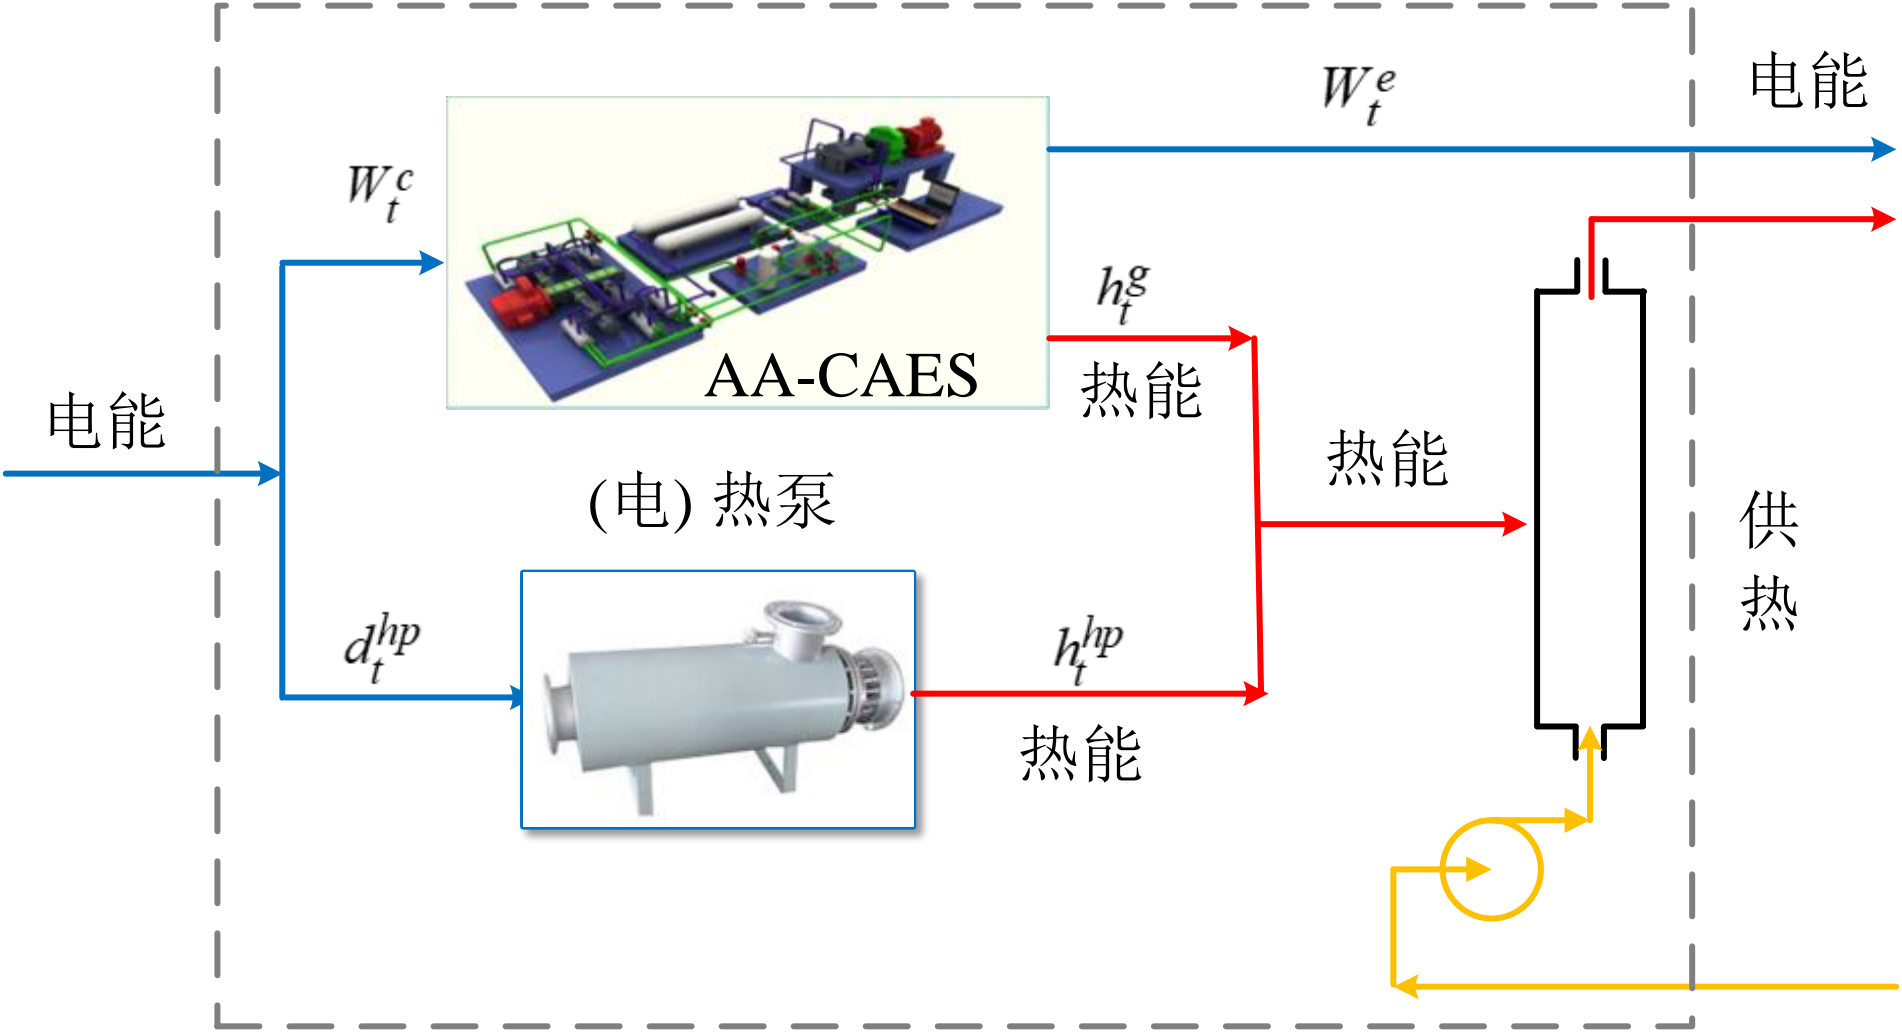 电能
W_t^e
W_t^c
h_t^g
AA-CAES
热能
电能
热能
(电) 热泵
供
热
d_t^{hp}
h_t^{hp}
热能